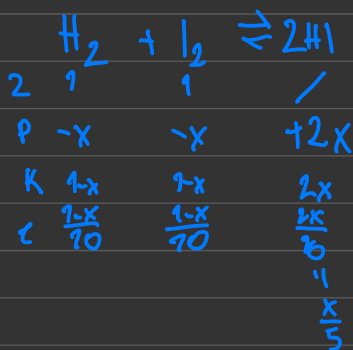 H₂ + I₂ ⇌ 2HI
2 1 1 /
P -x -x +2x
K 1-x 1-x 2x
c (1-x)/10 (1-x)/10 2x/10
"
x/5